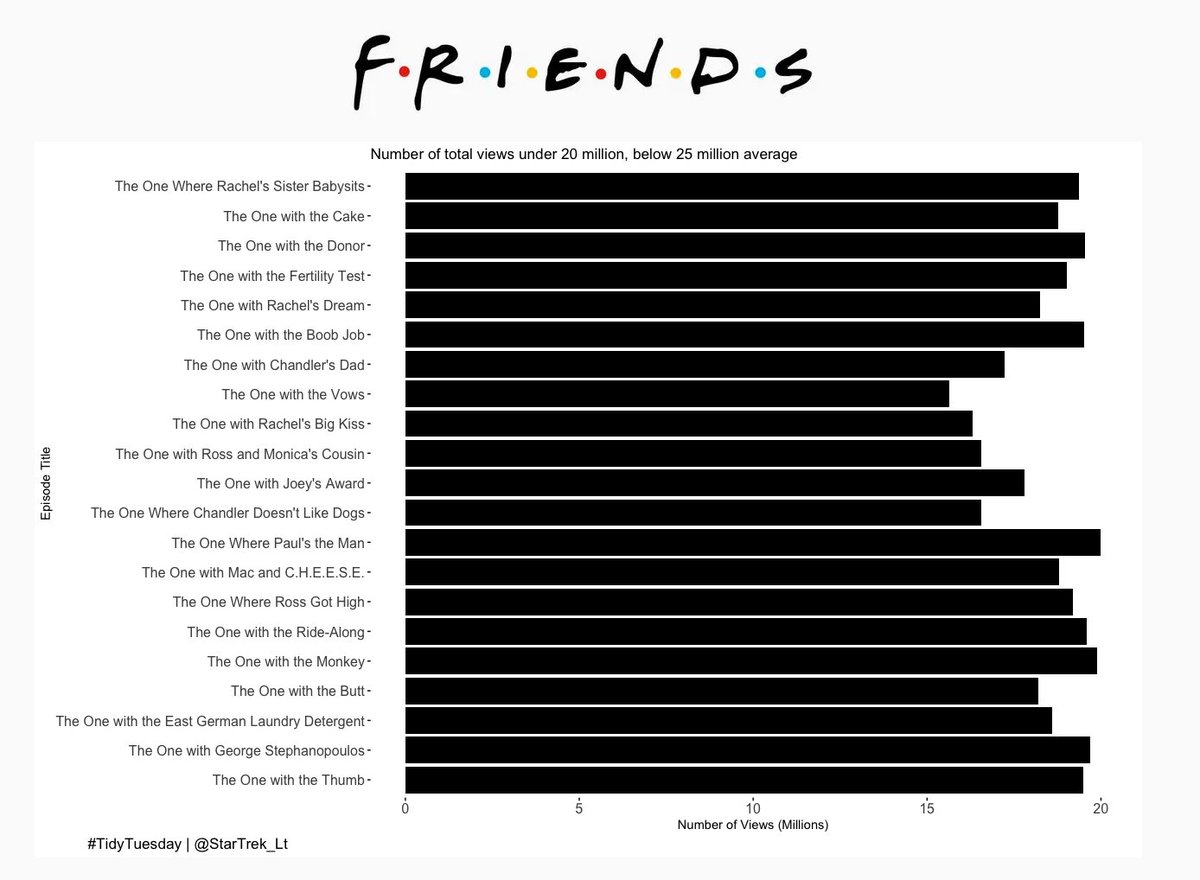 F•R•I•E•N•D•S
Number of total views under 20 million, below 25 million average
The One Where Rachel's Sister Babysits
The One with the Cake
The One with the Donor
The One with the Fertility Test
The One with Rachel's Dream
The One with the Boob Job
The One with Chandler's Dad
The One with the Vows
The One with Rachel's Big Kiss
The One with Ross and Monica's Cousin
The One with Joey's Award
The One Where Chandler Doesn't Like Dogs
The One Where Paul's the Man
The One with Mac and C.H.E.E.S.E.
The One Where Ross Got High
The One with the Ride-Along
The One with the Monkey
The One with the Butt
The One with the East German Laundry Detergent
The One with George Stephanopoulos
The One with the Thumb
Episode Title
0 5 10 15 20
Number of Views (Millions)
#TidyTuesday | @StarTrek_Lt